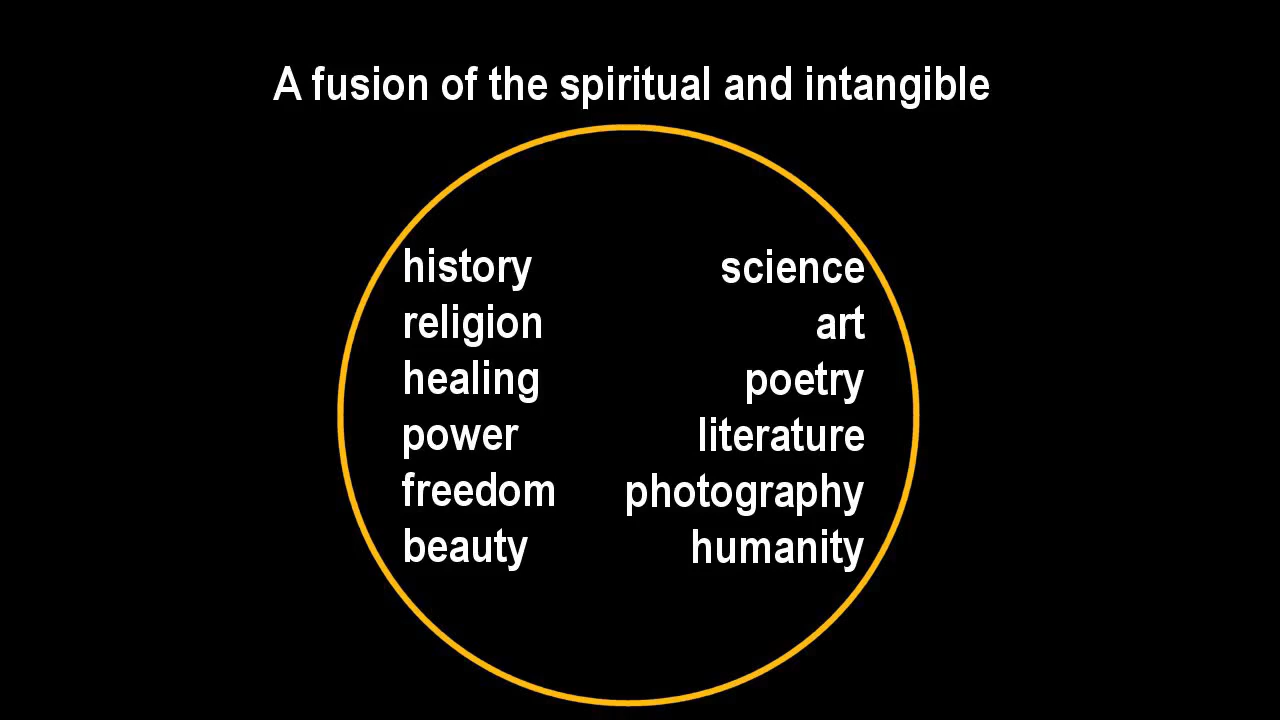 A fusion of the spiritual and intangible
history
religion
healing
power
freedom
beauty
science
art
poetry
literature
photography
humanity